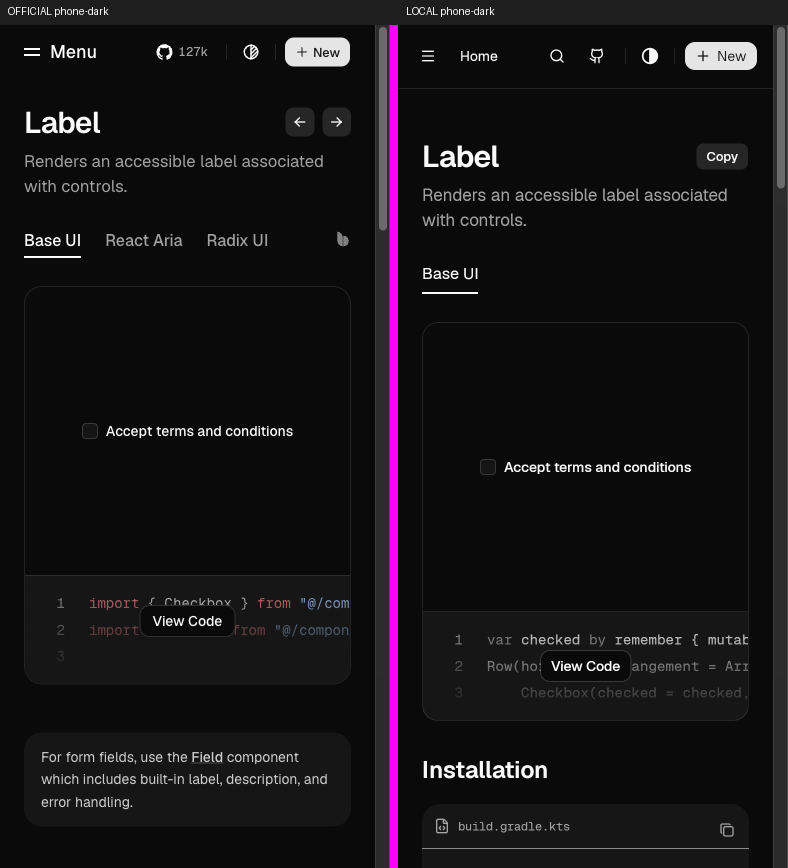 OFFICIAL phone-dark
Menu
127k
New
Label
Renders an accessible label associated
with controls.
Base UI
React Aria
Radix UI
Accept terms and conditions
1 import { Checkbox } from "@/com
2 import from "@/compon
View Code
3
For form fields, use the Field component
which includes built-in label, description, and
error handling.
LOCAL phone-dark
Home
New
Label
Copy
Renders an accessible label associated
with controls.
Base UI
Accept terms and conditions
1 var checked by remember { mutab
2 Row(ho angement = Arr
View Code
3 Checkbox(checked = checked,
Installation
build.gradle.kts